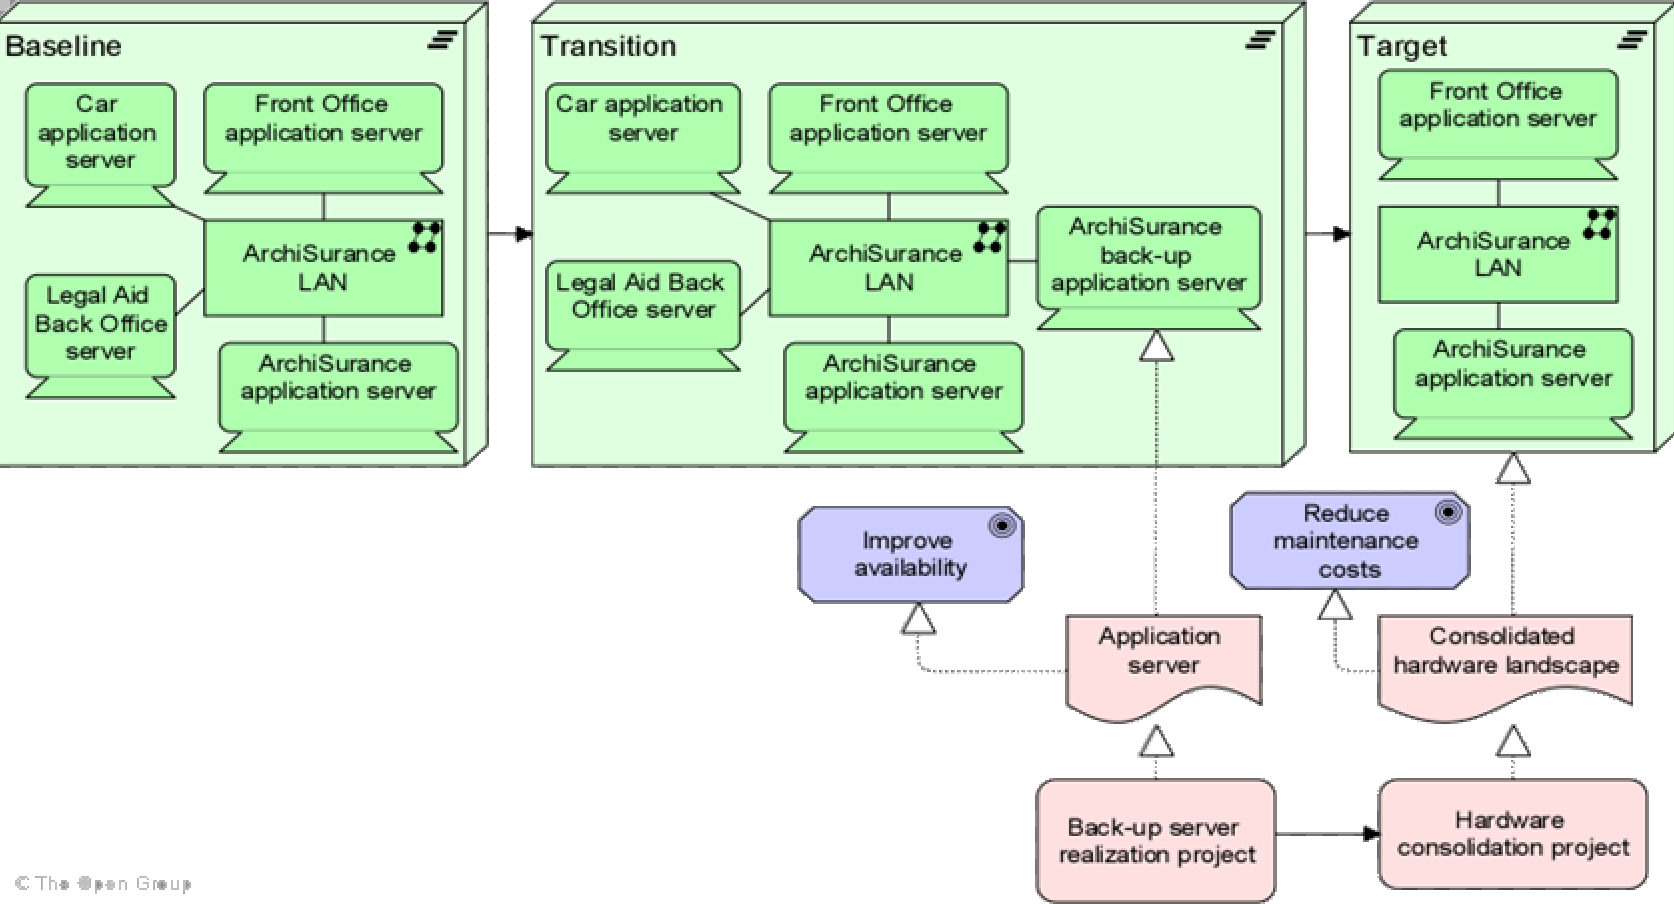 Baseline
Car
application
server
Front Office
application server
ArchiSurance
LAN
Legal Aid
Back Office
server
ArchiSurance
application server
Transition
Car application
server
Front Office
application server
ArchiSurance
LAN
ArchiSurance
back-up
application server
Legal Aid Back
Office server
ArchiSurance
application server
Target
Front Office
application server
ArchiSurance
LAN
ArchiSurance
application server
Improve
availability
Reduce
maintenance
costs
Application
server
Consolidated
hardware landscape
Back-up server
realization project
Hardware
consolidation project
© The Open Group